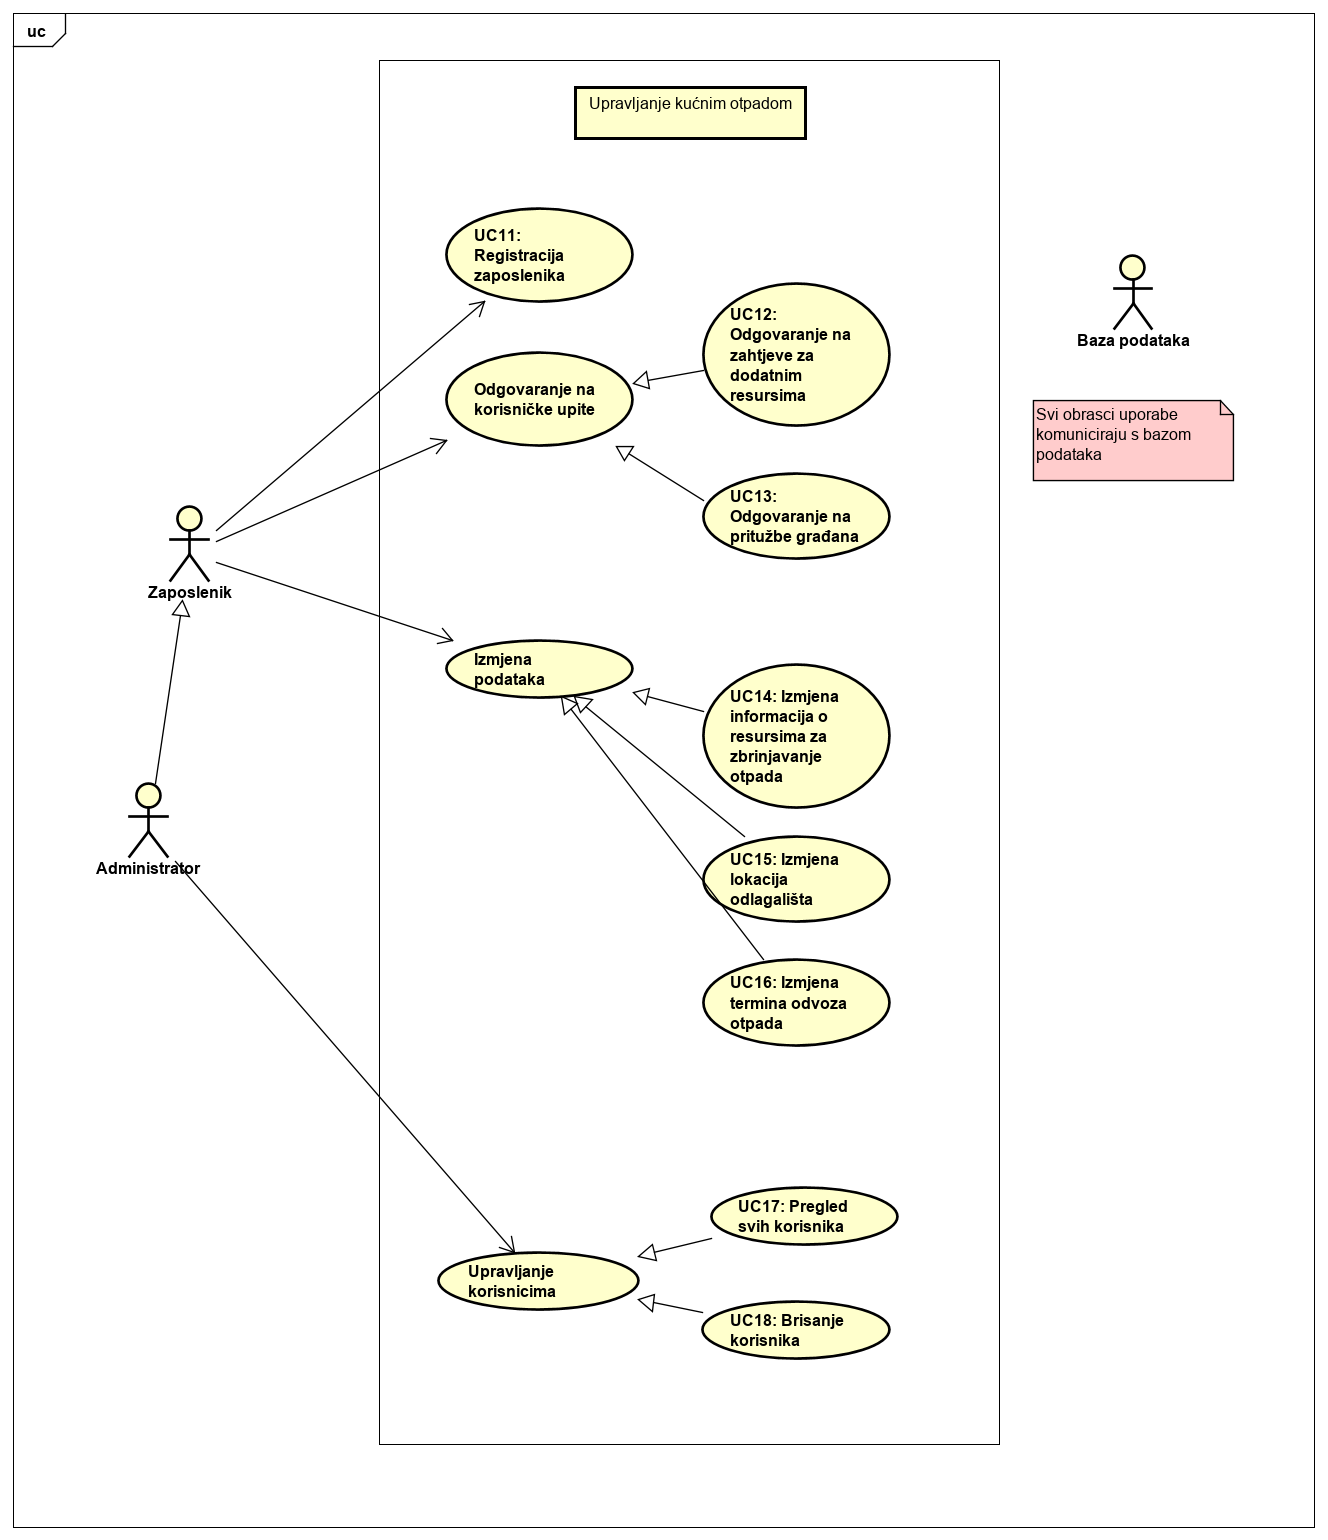 uc
Upravljanje kućnim otpadom
UC11:
Registracija
zaposlenika
UC12:
Odgovaranje na
zahtjeve za
dodatnim
resursima
Baza podataka
Odgovaranje na
korisničke upite
Svi obrasci uporabe
komuniciraju s bazom
podataka
UC13:
Odgovaranje na
pritužbe građana
Zaposlenik
Izmjena
podataka
UC14: Izmjena
informacija o
resursima za
zbrinjavanje
otpada
Administrator
UC15: Izmjena
lokacija
odlagališta
UC16: Izmjena
termina odvoza
otpada
UC17: Pregled
svih korisnika
Upravljanje
korisnicima
UC18: Brisanje
korisnika